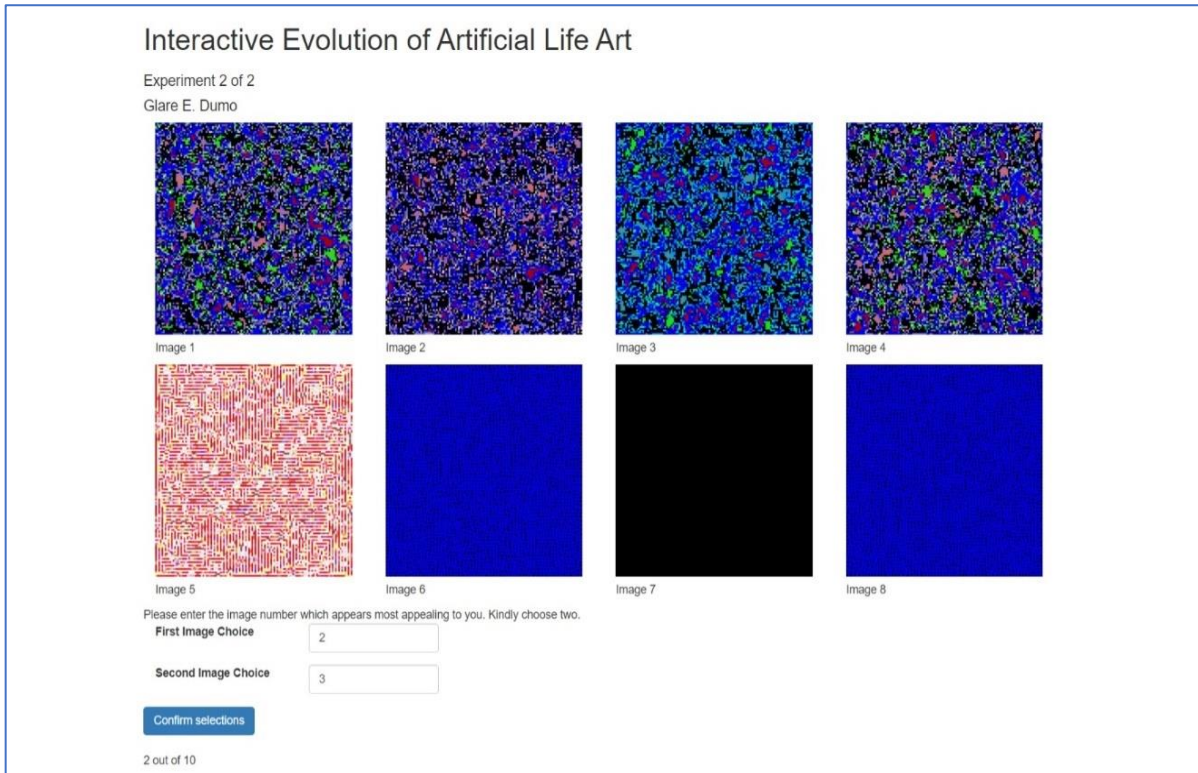 Interactive Evolution of Artificial Life Art
Experiment 2 of 2
Glare E. Dumo
Image 1
Image 2
Image 3
Image 4
Image 5
Image 6
Image 7
Image 8
Please enter the image number which appears most appealing to you. Kindly choose two.
First Image Choice
2
Second Image Choice
3
Confirm selections
2 out of 10